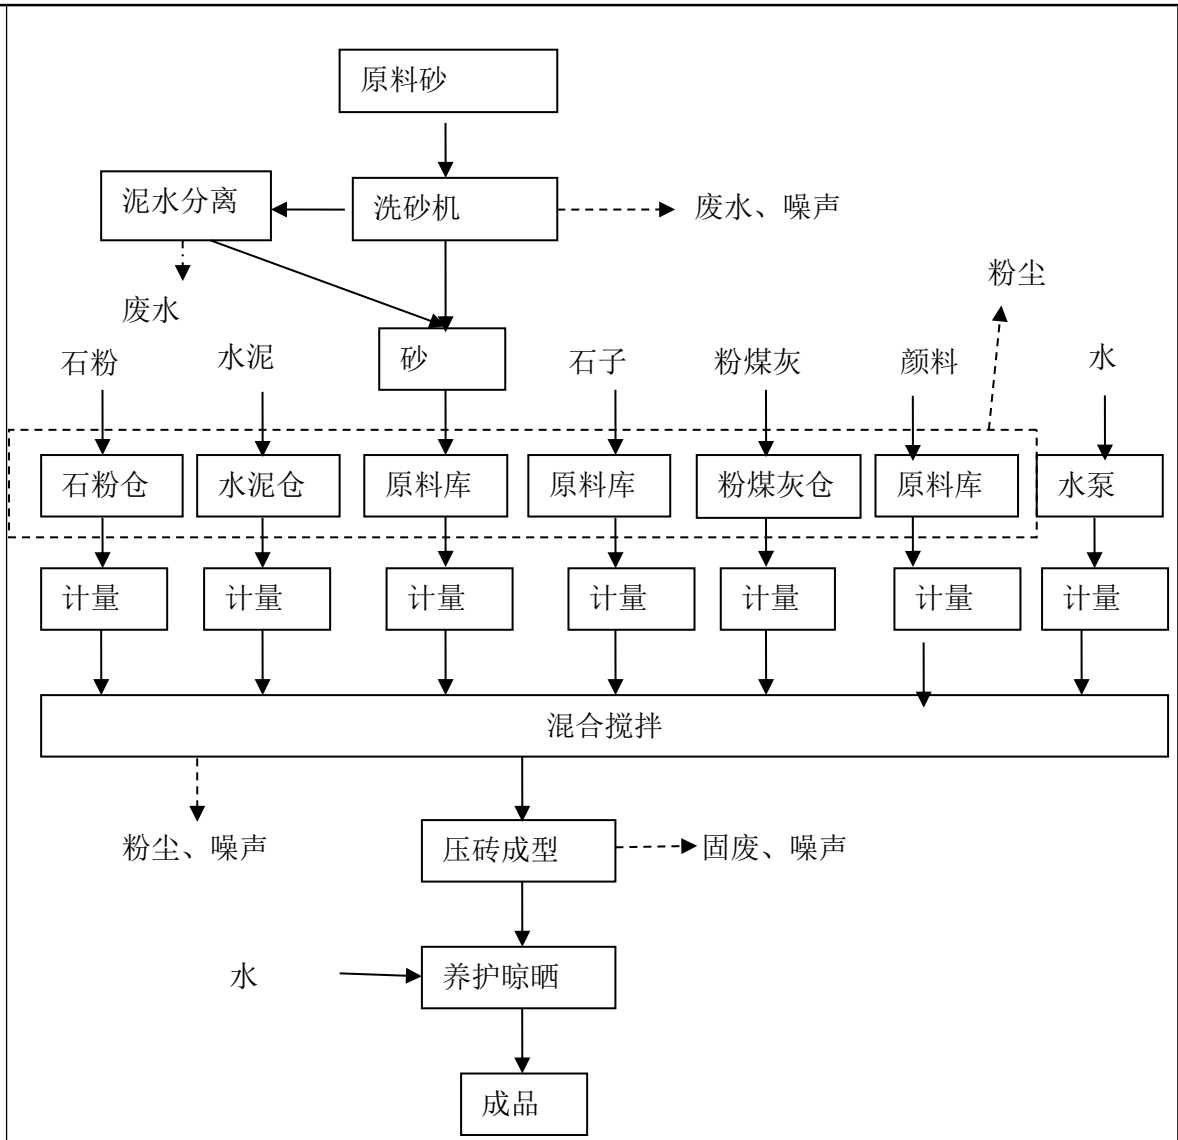 原料砂
泥水分离
洗砂机
废水、噪声
粉尘
废水
石粉
水泥
砂
石子
粉煤灰
颜料
水
石粉仓
水泥仓
原料库
原料库
粉煤灰仓
原料库
水泵
计量
计量
计量
计量
计量
计量
计量
混合搅拌
粉尘、噪声
压砖成型
固废、噪声
水
养护晾晒
成品